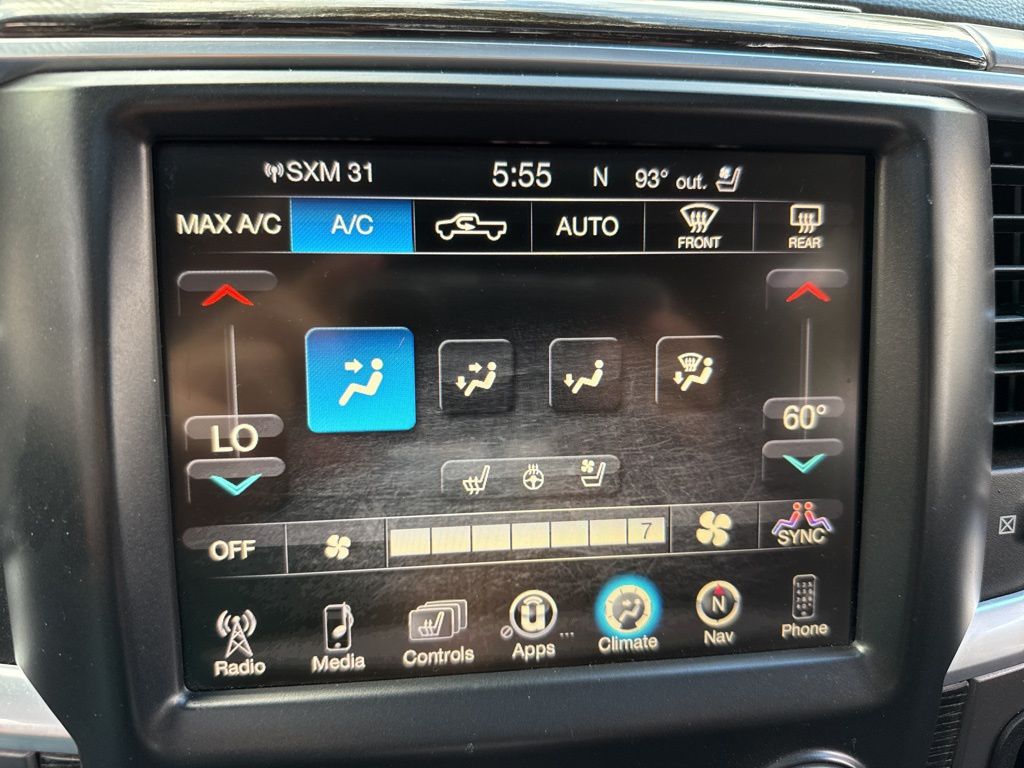 SXM 31 5:55 N 93° out.
MAX A/C A/C AUTO FRONT REAR
LO 60°
OFF 7 SYNC
Radio Media Controls Apps ... Climate N Nav Phone